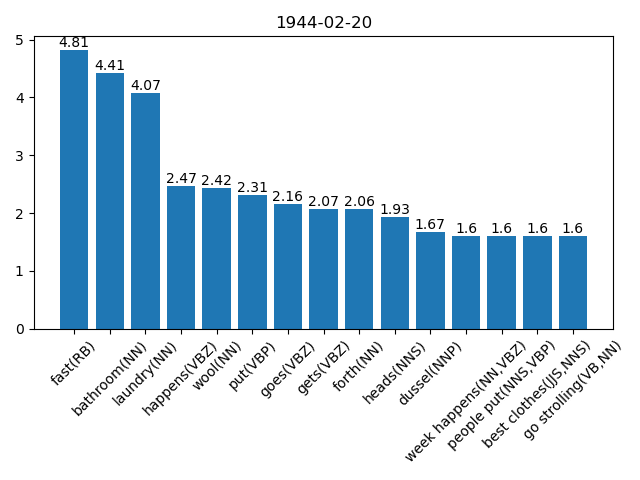 1944-02-20
5
4
3
2
1
0
4.81
4.41
4.07
2.47
2.42
2.31
2.16
2.07
2.06
1.93
1.67
1.6
1.6
1.6
1.6
fast(RB)
bathroom(NN)
laundry(NN)
happens(VBZ)
wool(NN)
put(VBP)
goes(VBZ)
gets(VBZ)
forth(NN)
heads(NNS)
dussel(NNP)
week happens(NN,VBZ)
people put(NNS,VBP)
best clothes(JJS,NNS)
go strolling(VB,NN)